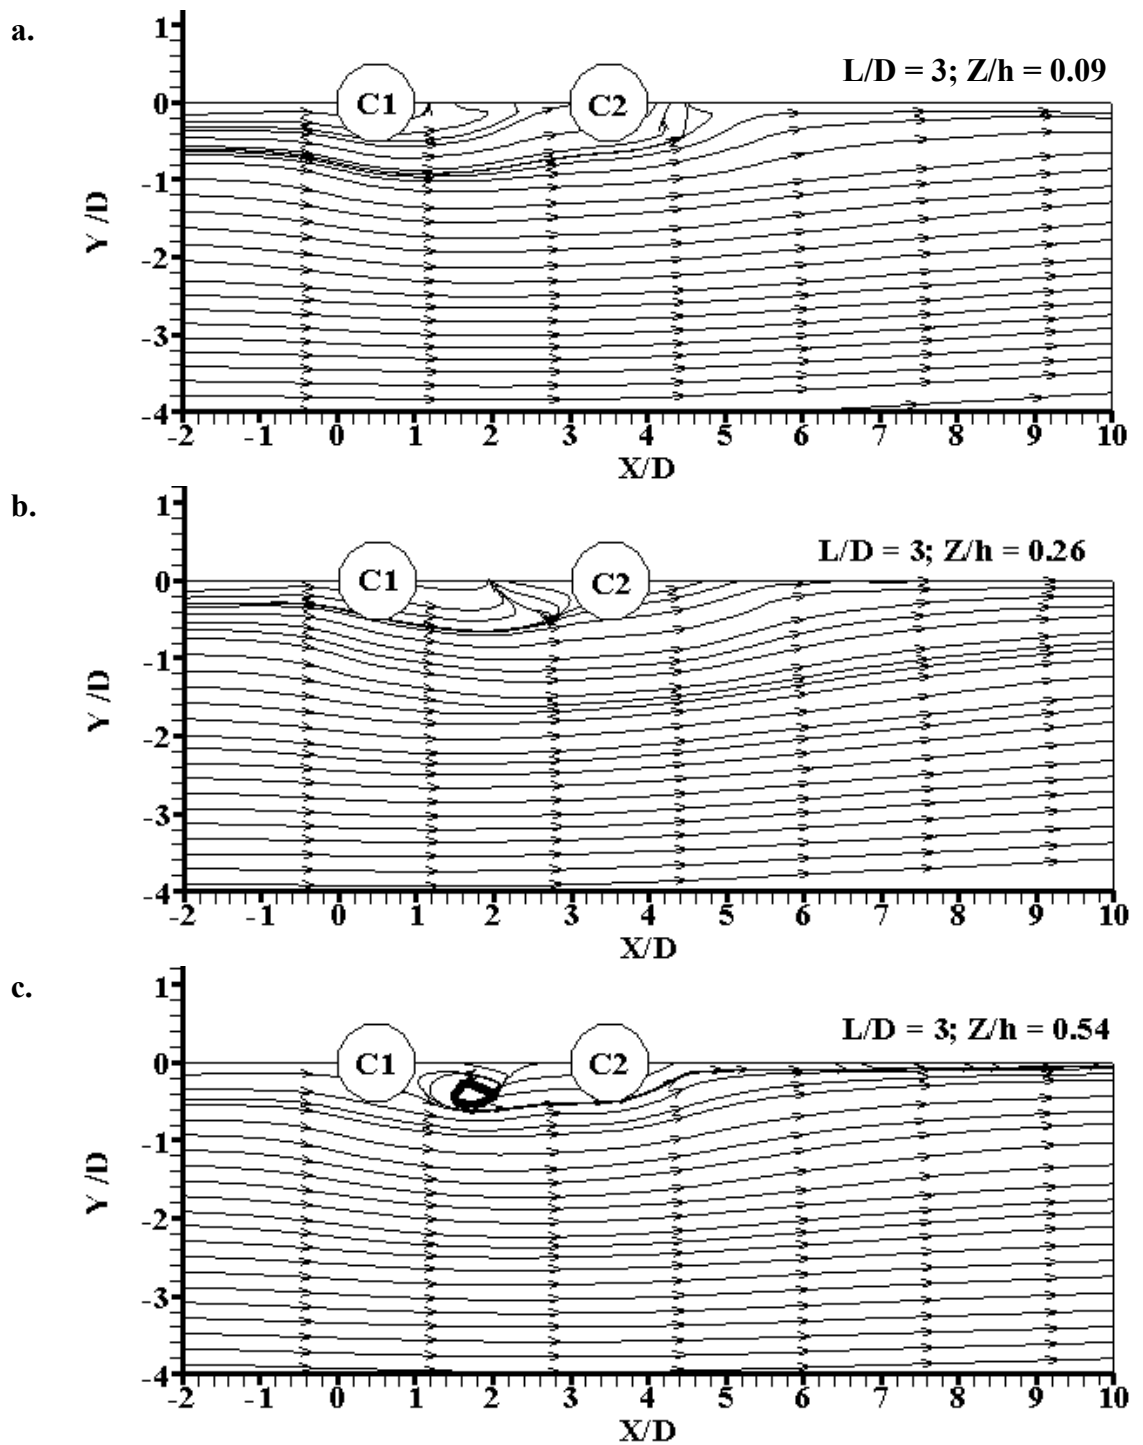 a.
L/D = 3; Z/h = 0.09
1
0
-1
-2
-3
-4
Y /D
C1
C2
-2 -1 0 1 2 3 4 5 6 7 8 9 10
X/D
b.
L/D = 3; Z/h = 0.26
1
0
-1
-2
-3
-4
Y /D
C1
C2
-2 -1 0 1 2 3 4 5 6 7 8 9 10
X/D
c.
L/D = 3; Z/h = 0.54
1
0
-1
-2
-3
-4
Y /D
C1
C2
-2 -1 0 1 2 3 4 5 6 7 8 9 10
X/D